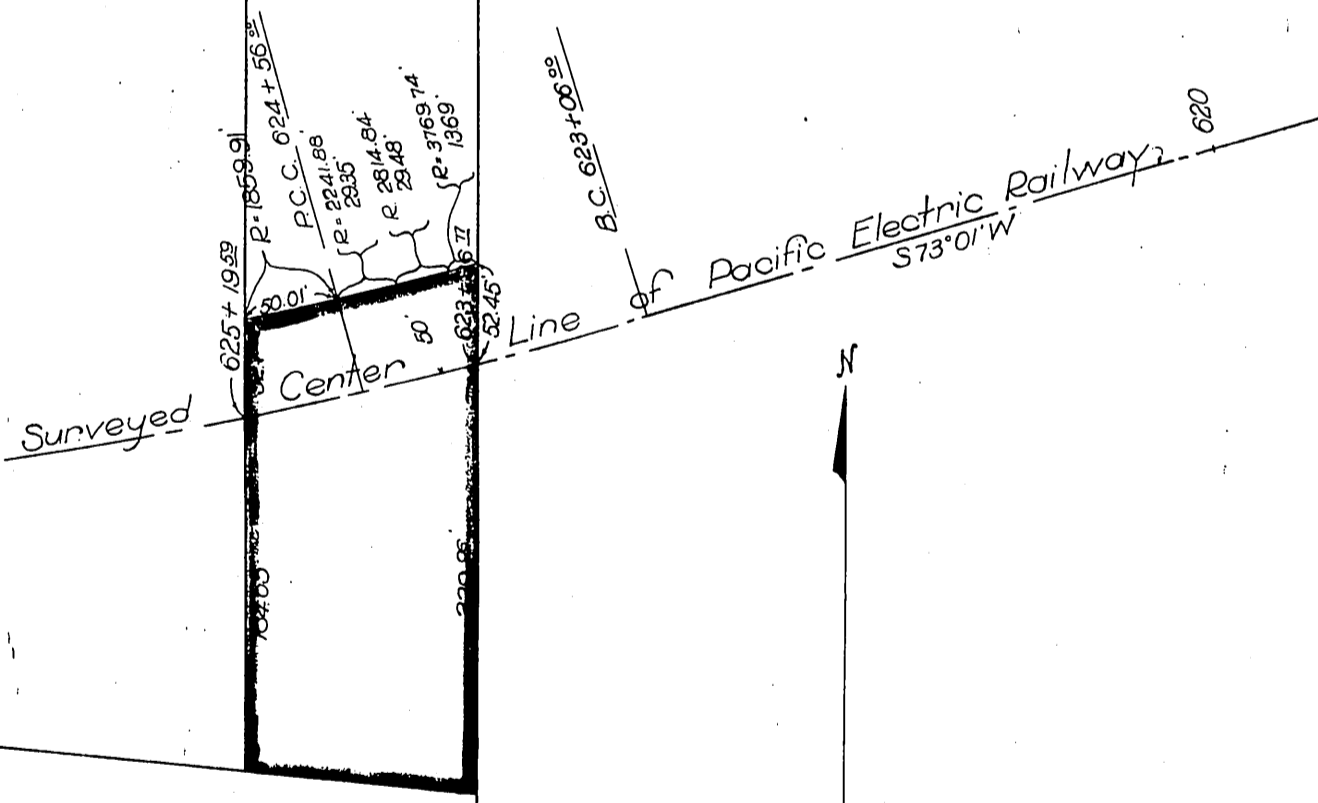 625+19.59
R=1859.91'
P.C.C. 624+56.00
R=2241.88'
29.35'
R 2814.84'
29.48'
R=3769.74'
13.69'
50.01'
50'
52.45'
B.C. 623+06.00
620
Surveyed Center Line of Pacific Electric Railway
S73°01'W
N